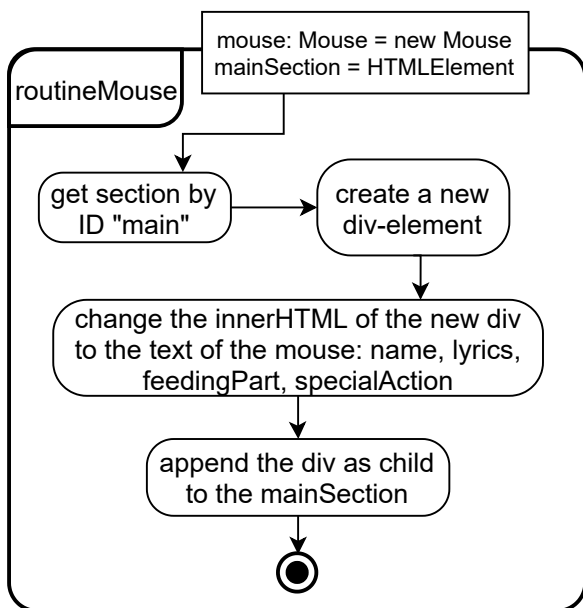 mouse: Mouse = new Mouse
mainSection = HTMLElement
routineMouse
get section by
ID "main"
create a new
div-element
change the innerHTML of the new div
to the text of the mouse: name, lyrics,
feedingPart, specialAction
append the div as child
to the mainSection